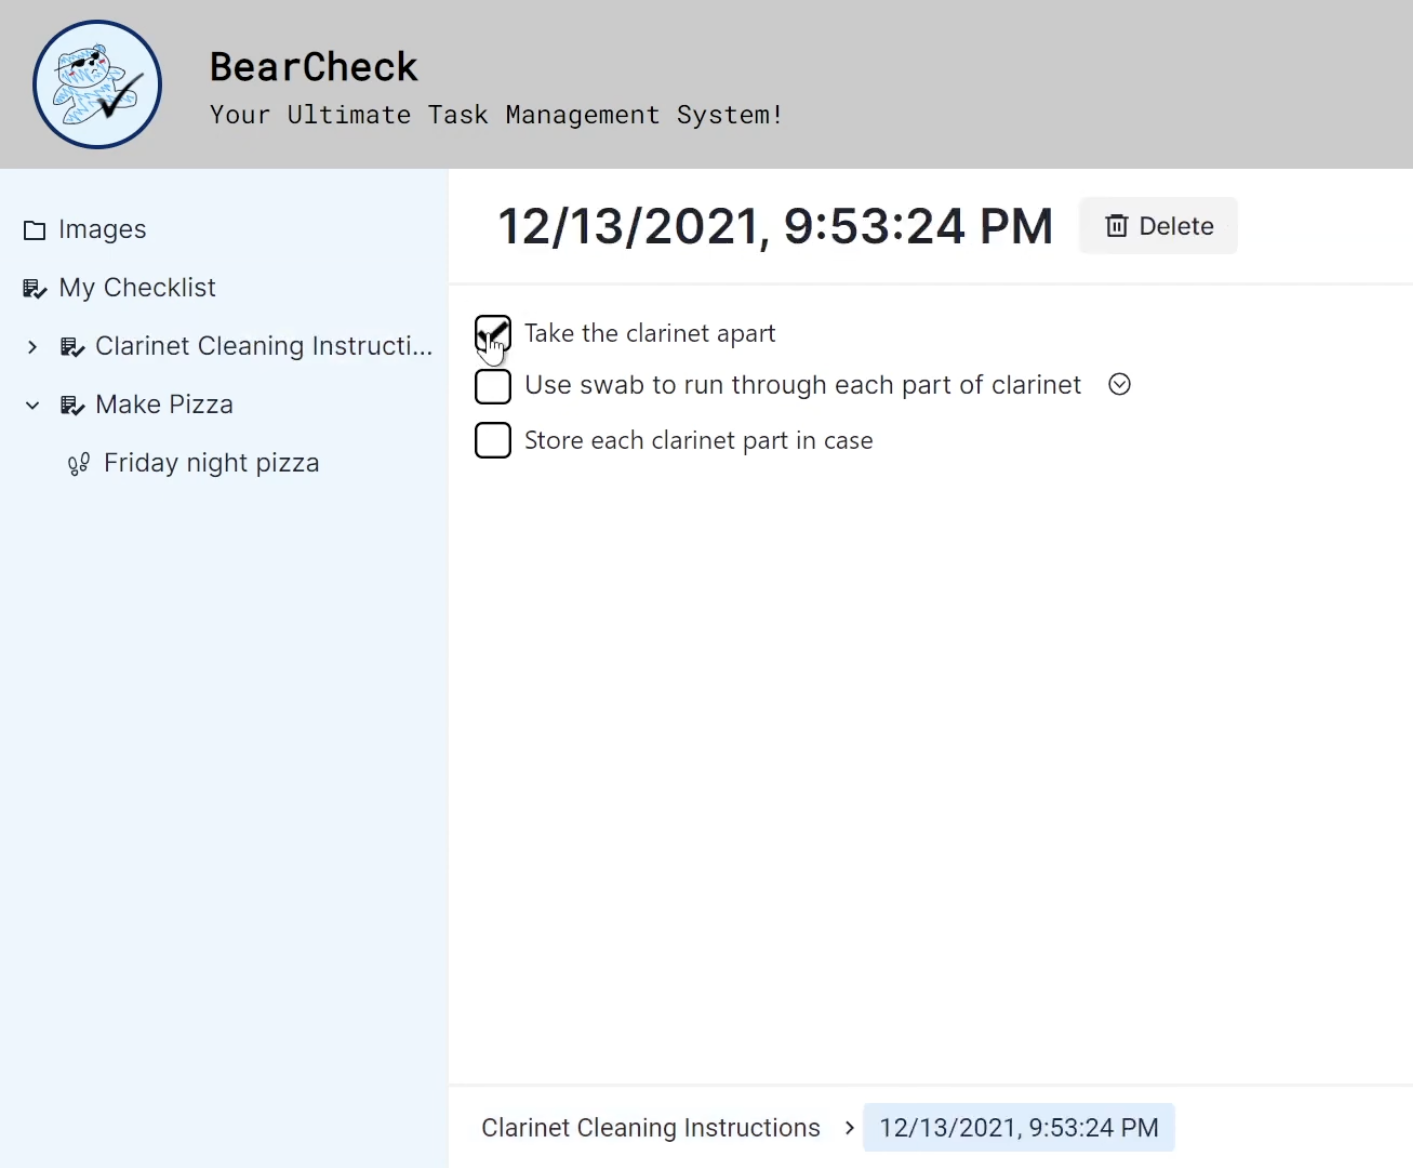 BearCheck
Your Ultimate Task Management System!
Images
My Checklist
Clarinet Cleaning Instructi...
Make Pizza
Friday night pizza
12/13/2021, 9:53:24 PM
Delete
Take the clarinet apart
Use swab to run through each part of clarinet
Store each clarinet part in case
Clarinet Cleaning Instructions > 12/13/2021, 9:53:24 PM